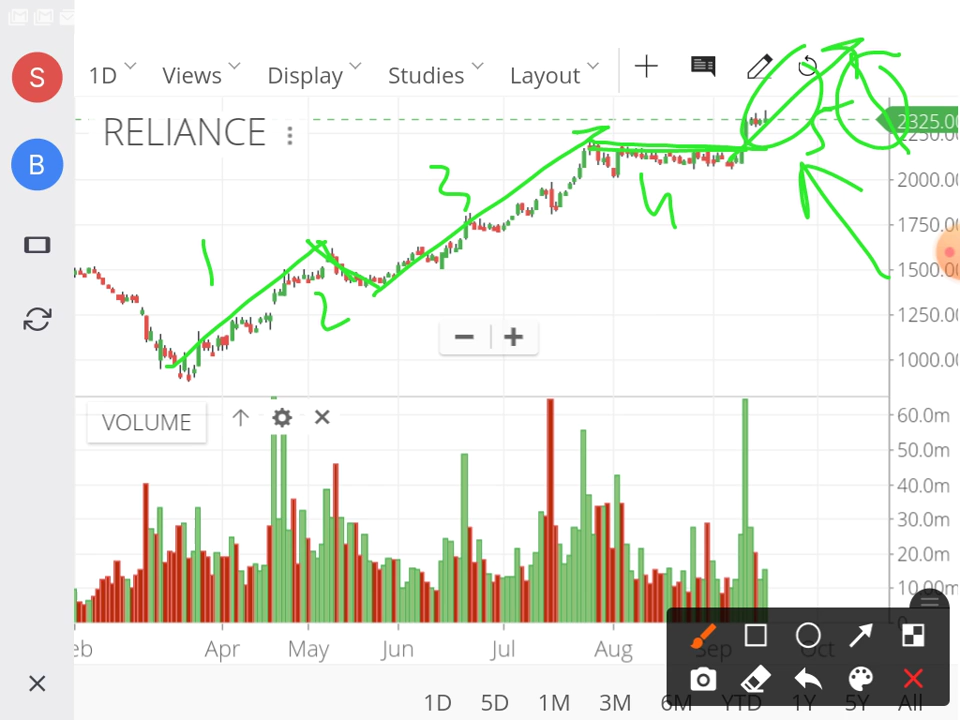 S
1D Views Display Studies Layout
RELIANCE
2325.00
2250.00
B
2000.00
3
4
5
1750.00
1
1500.00
2
1250.00
1000.00
VOLUME
60.0m
50.0m
40.0m
30.0m
20.0m
10.00m
0
eb Apr May Jun Jul Aug Sep Oct
1D 5D 1M 3M 6M YTD 1Y 5Y All